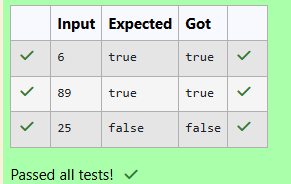 Input Expected Got
6 true true
89 true true
25 false false
Passed all tests!